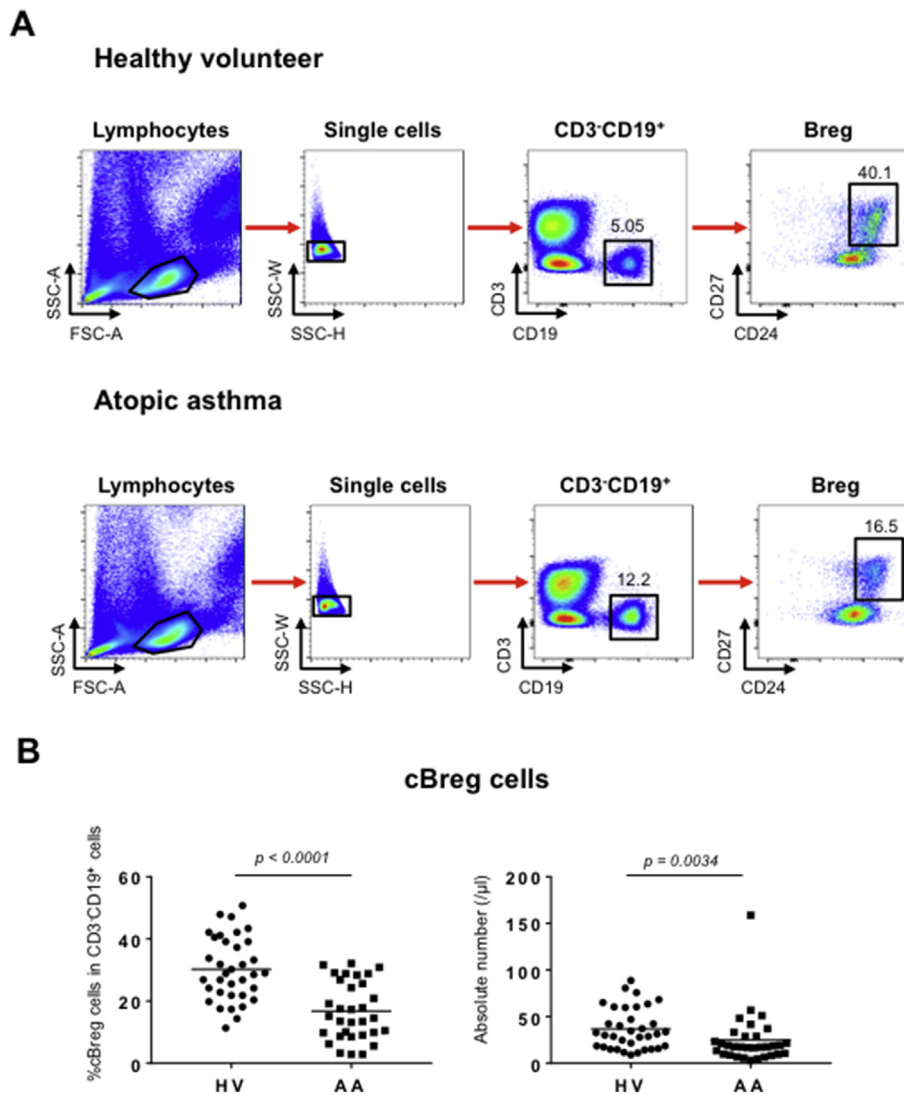 A
Healthy volunteer
Lymphocytes Single cells CD3⁻CD19⁺ Breg
40.1
5.05
SSC-A SSC-W CD3 CD27
FSC-A SSC-H CD19 CD24
Atopic asthma
Lymphocytes Single cells CD3⁻CD19⁺ Breg
16.5
12.2
SSC-A SSC-W CD3 CD27
FSC-A SSC-H CD19 CD24
B
cBreg cells
%cBreg cells in CD3⁻CD19⁺ cells
p < 0.0001
60
40
20
0
HV AA
Absolute number (/µl)
p = 0.0034
200
150
100
50
0
HV AA